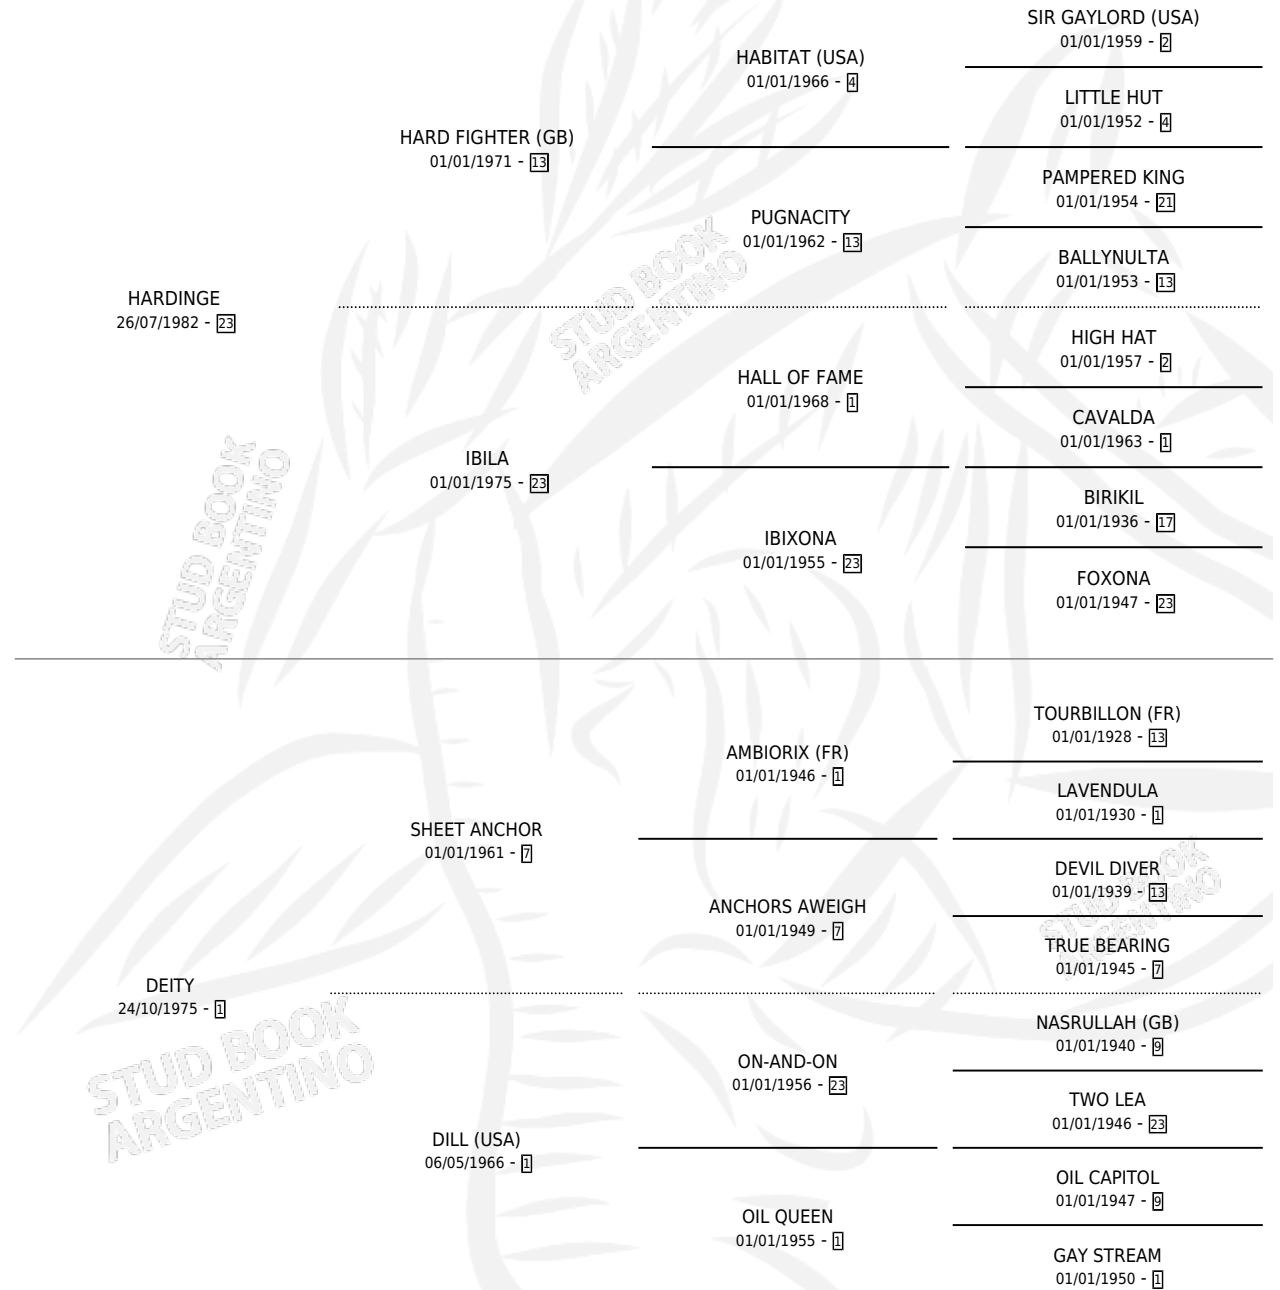 SIR GAYLORD (USA)
01/01/1959 - 2
HABITAT (USA)
01/01/1966 - 4
LITTLE HUT
01/01/1952 - 4
HARD FIGHTER (GB)
01/01/1971 - 13
PAMPERED KING
01/01/1954 - 21
PUGNACITY
01/01/1962 - 13
BALLYNULTA
01/01/1953 - 13
HARDINGE
26/07/1982 - 23
STUD BOOK
ARGENTINO
HIGH HAT
01/01/1957 - 2
HALL OF FAME
01/01/1968 - 1
CAVALDA
01/01/1963 - 1
IBILA
01/01/1975 - 23
BIRIKIL
01/01/1936 - 17
IBIXONA
01/01/1955 - 23
FOXONA
01/01/1947 - 23
STUD BOOK
ARGENTINO
TOURBILLON (FR)
01/01/1928 - 13
AMBIORIX (FR)
01/01/1946 - 1
LAVENDULA
01/01/1930 - 1
SHEET ANCHOR
01/01/1961 - 7
DEVIL DIVER
01/01/1939 - 13
ANCHORS AWEIGH
01/01/1949 - 7
STUD BOOK
ARGENTINO
TRUE BEARING
01/01/1945 - 7
DEITY
24/10/1975 - 1
NASRULLAH (GB)
01/01/1940 - 9
ON-AND-ON
01/01/1956 - 23
STUD BOOK
ARGENTINO
TWO LEA
01/01/1946 - 23
DILL (USA)
06/05/1966 - 1
OIL CAPITOL
01/01/1947 - 9
OIL QUEEN
01/01/1955 - 1
GAY STREAM
01/01/1950 - 1